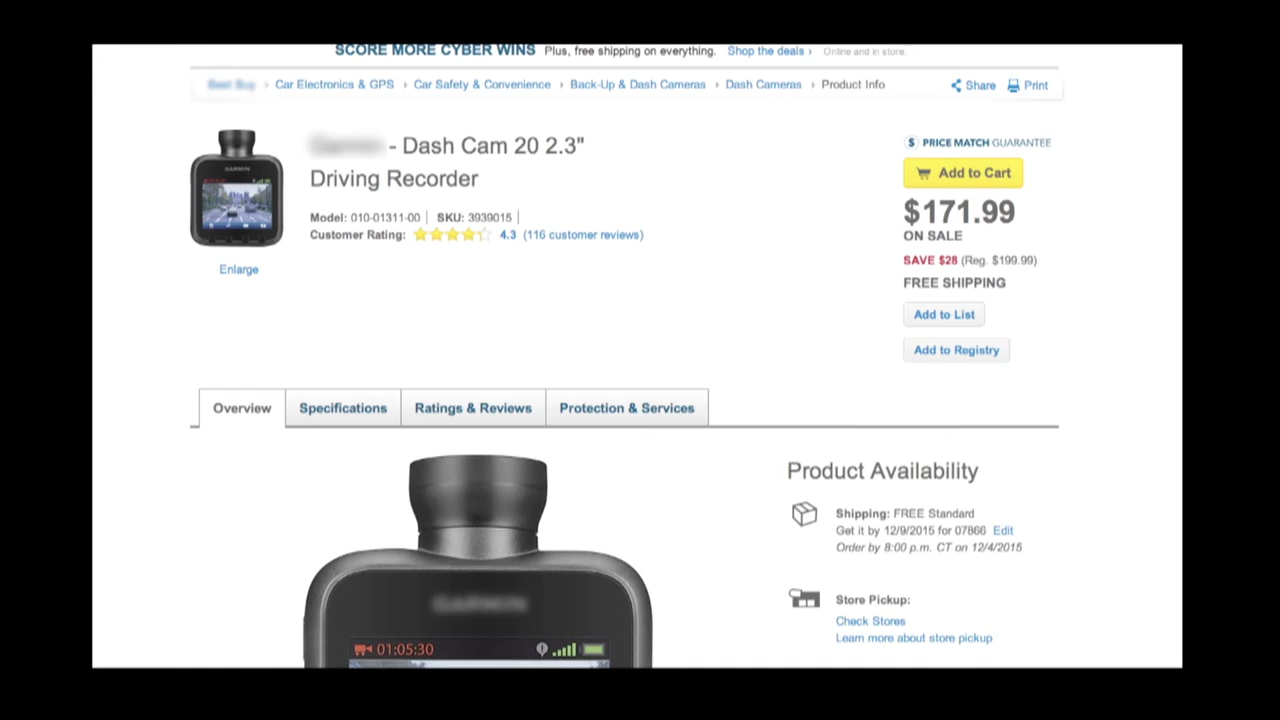 SCORE MORE CYBER WINS Plus, free shipping on everything. Shop the deals › Online and in store.
› Car Electronics & GPS › Car Safety & Convenience › Back-Up & Dash Cameras › Dash Cameras › Product Info
Share Print
- Dash Cam 20 2.3"
Driving Recorder
Model: 010-01311-00 | SKU: 3939015 |
Customer Rating: 4.3 (116 customer reviews)
GARMIN
Enlarge
$ PRICE MATCH GUARANTEE
Add to Cart
$171.99
ON SALE
SAVE $28 (Reg. $199.99)
FREE SHIPPING
Add to List
Add to Registry
Overview Specifications Ratings & Reviews Protection & Services
GARMIN
01:05:30
Product Availability
Shipping: FREE Standard
Get it by 12/9/2015 for 07866 Edit
Order by 8:00 p.m. CT on 12/4/2015
Store Pickup:
Check Stores
Learn more about store pickup